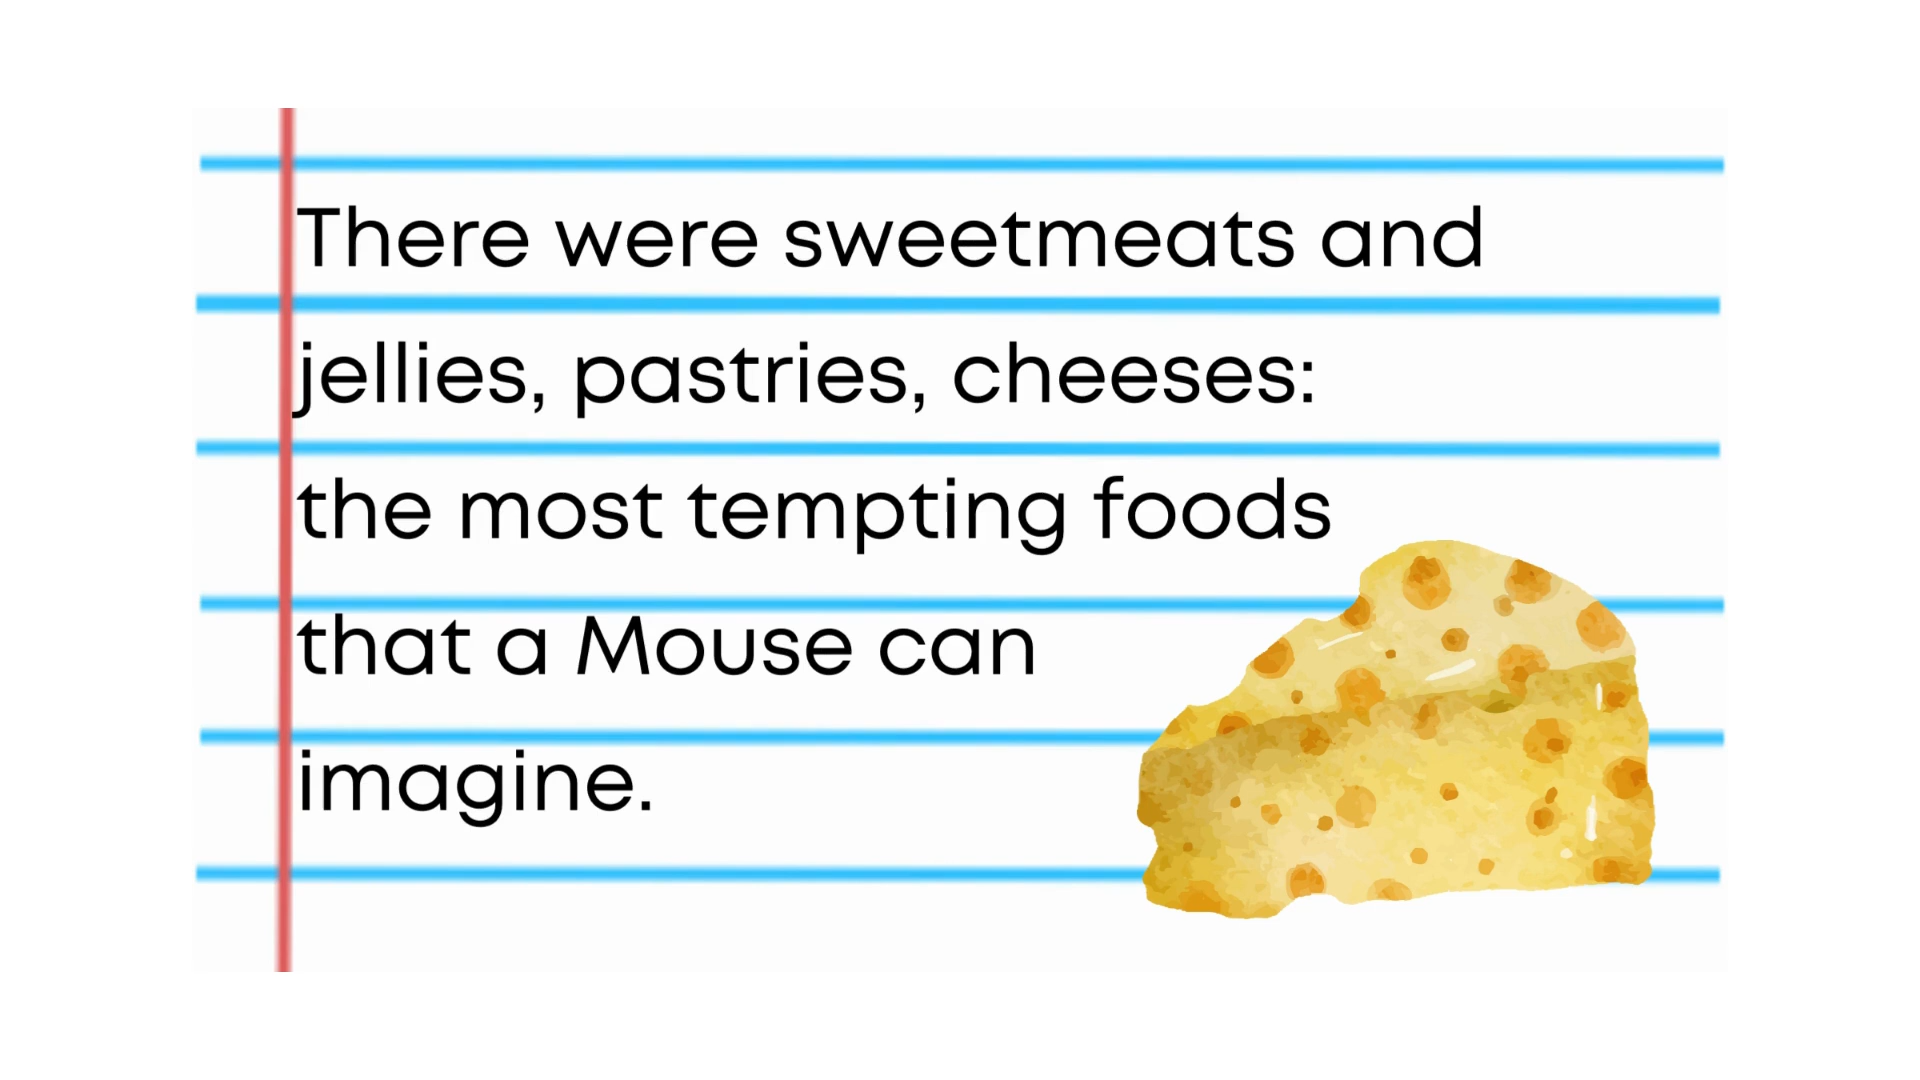 There were sweetmeats and
jellies, pastries, cheeses:
the most tempting foods
that a Mouse can
imagine.